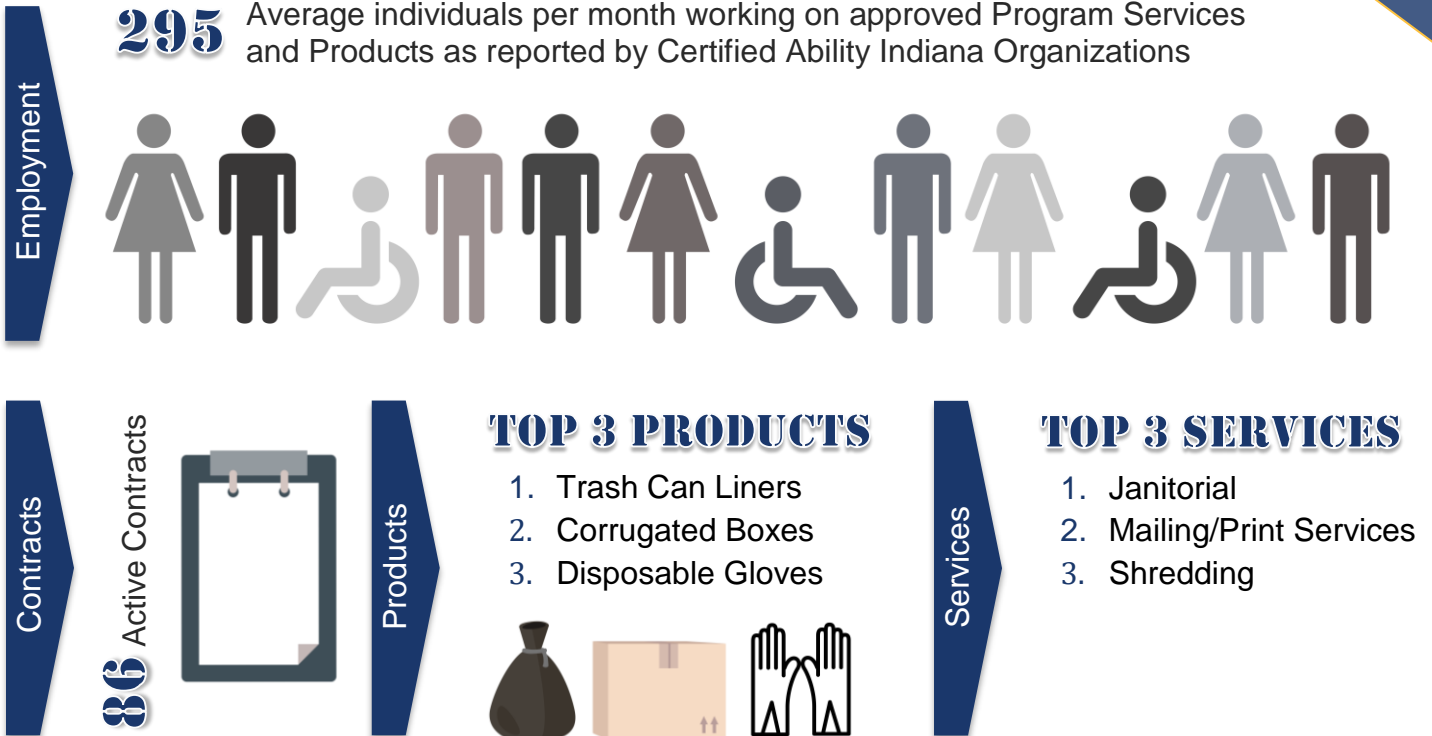 Employment
295
Average individuals per month working on approved Program Services
and Products as reported by Certified Ability Indiana Organizations
Contracts
86 Active Contracts
Products
TOP 3 PRODUCTS
1. Trash Can Liners
2. Corrugated Boxes
3. Disposable Gloves
Services
TOP 3 SERVICES
1. Janitorial
2. Mailing/Print Services
3. Shredding